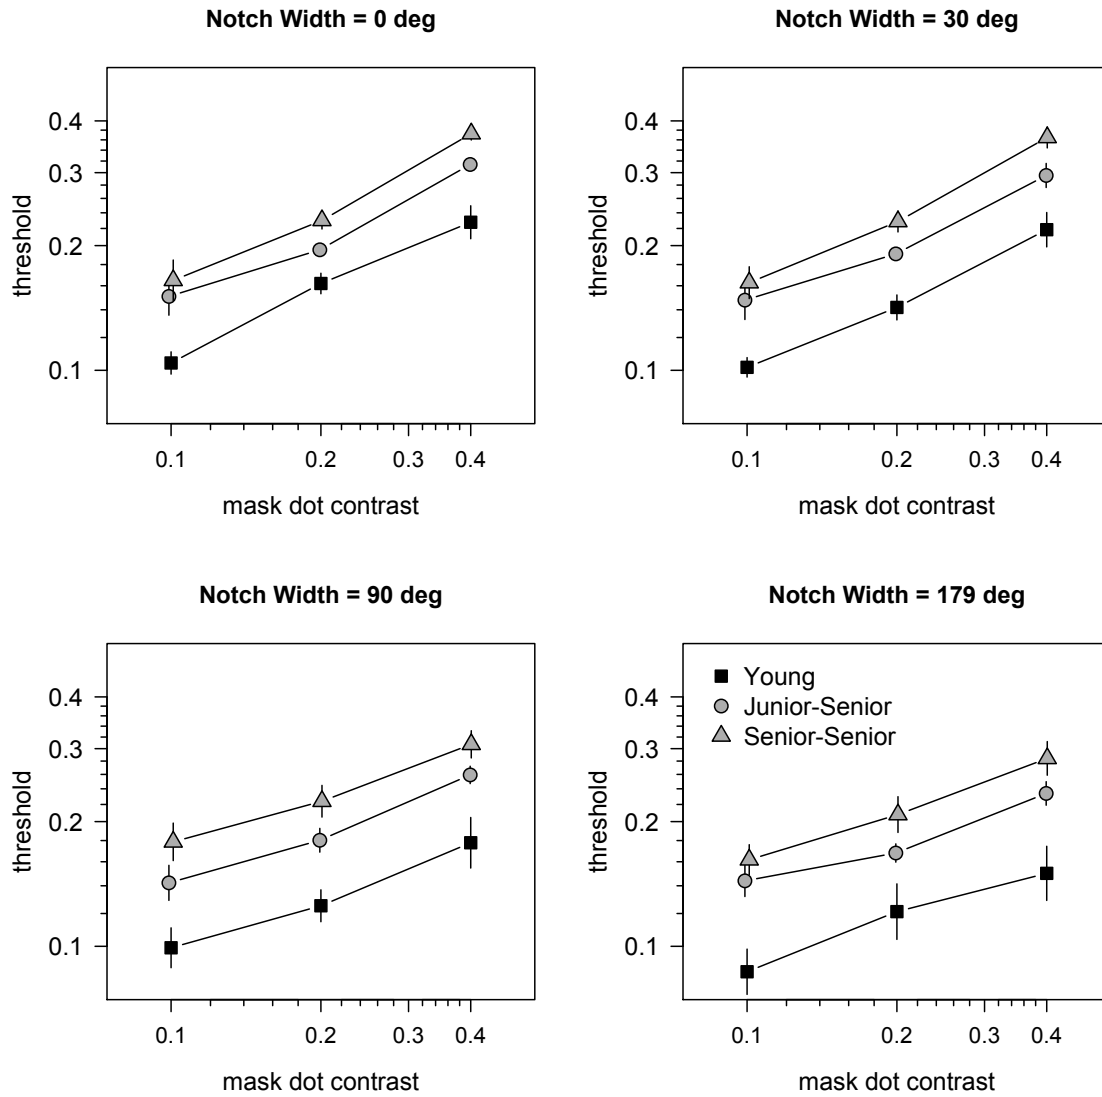 Notch Width = 0 deg
0.4
0.3
0.2
0.1
threshold
0.1 0.2 0.3 0.4
mask dot contrast
Notch Width = 30 deg
0.4
0.3
0.2
0.1
threshold
0.1 0.2 0.3 0.4
mask dot contrast
Notch Width = 90 deg
0.4
0.3
0.2
0.1
threshold
0.1 0.2 0.3 0.4
mask dot contrast
Notch Width = 179 deg
Young
Junior-Senior
Senior-Senior
0.4
0.3
0.2
0.1
threshold
0.1 0.2 0.3 0.4
mask dot contrast